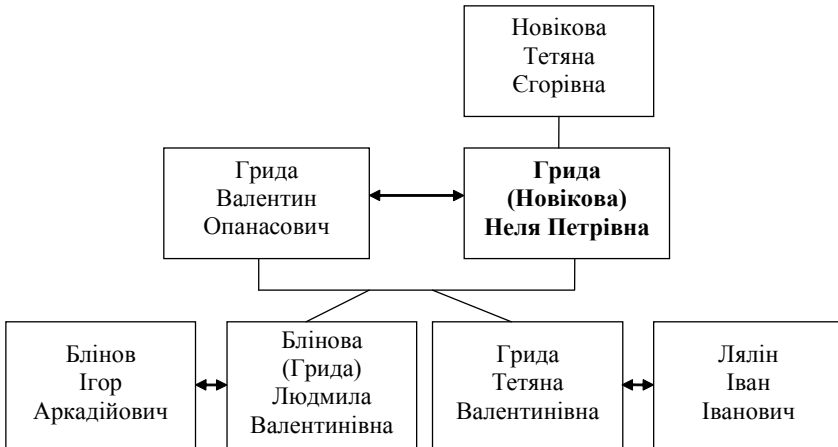 Новікова
Тетяна
Єгорівна
Грида
Валентин
Опанасович
Грида
(Новікова)
Неля Петрівна
Блінов
Ігор
Аркадійович
Блінова
(Грида)
Людмила
Валентинівна
Грида
Тетяна
Валентинівна
Лялін
Іван
Іванович